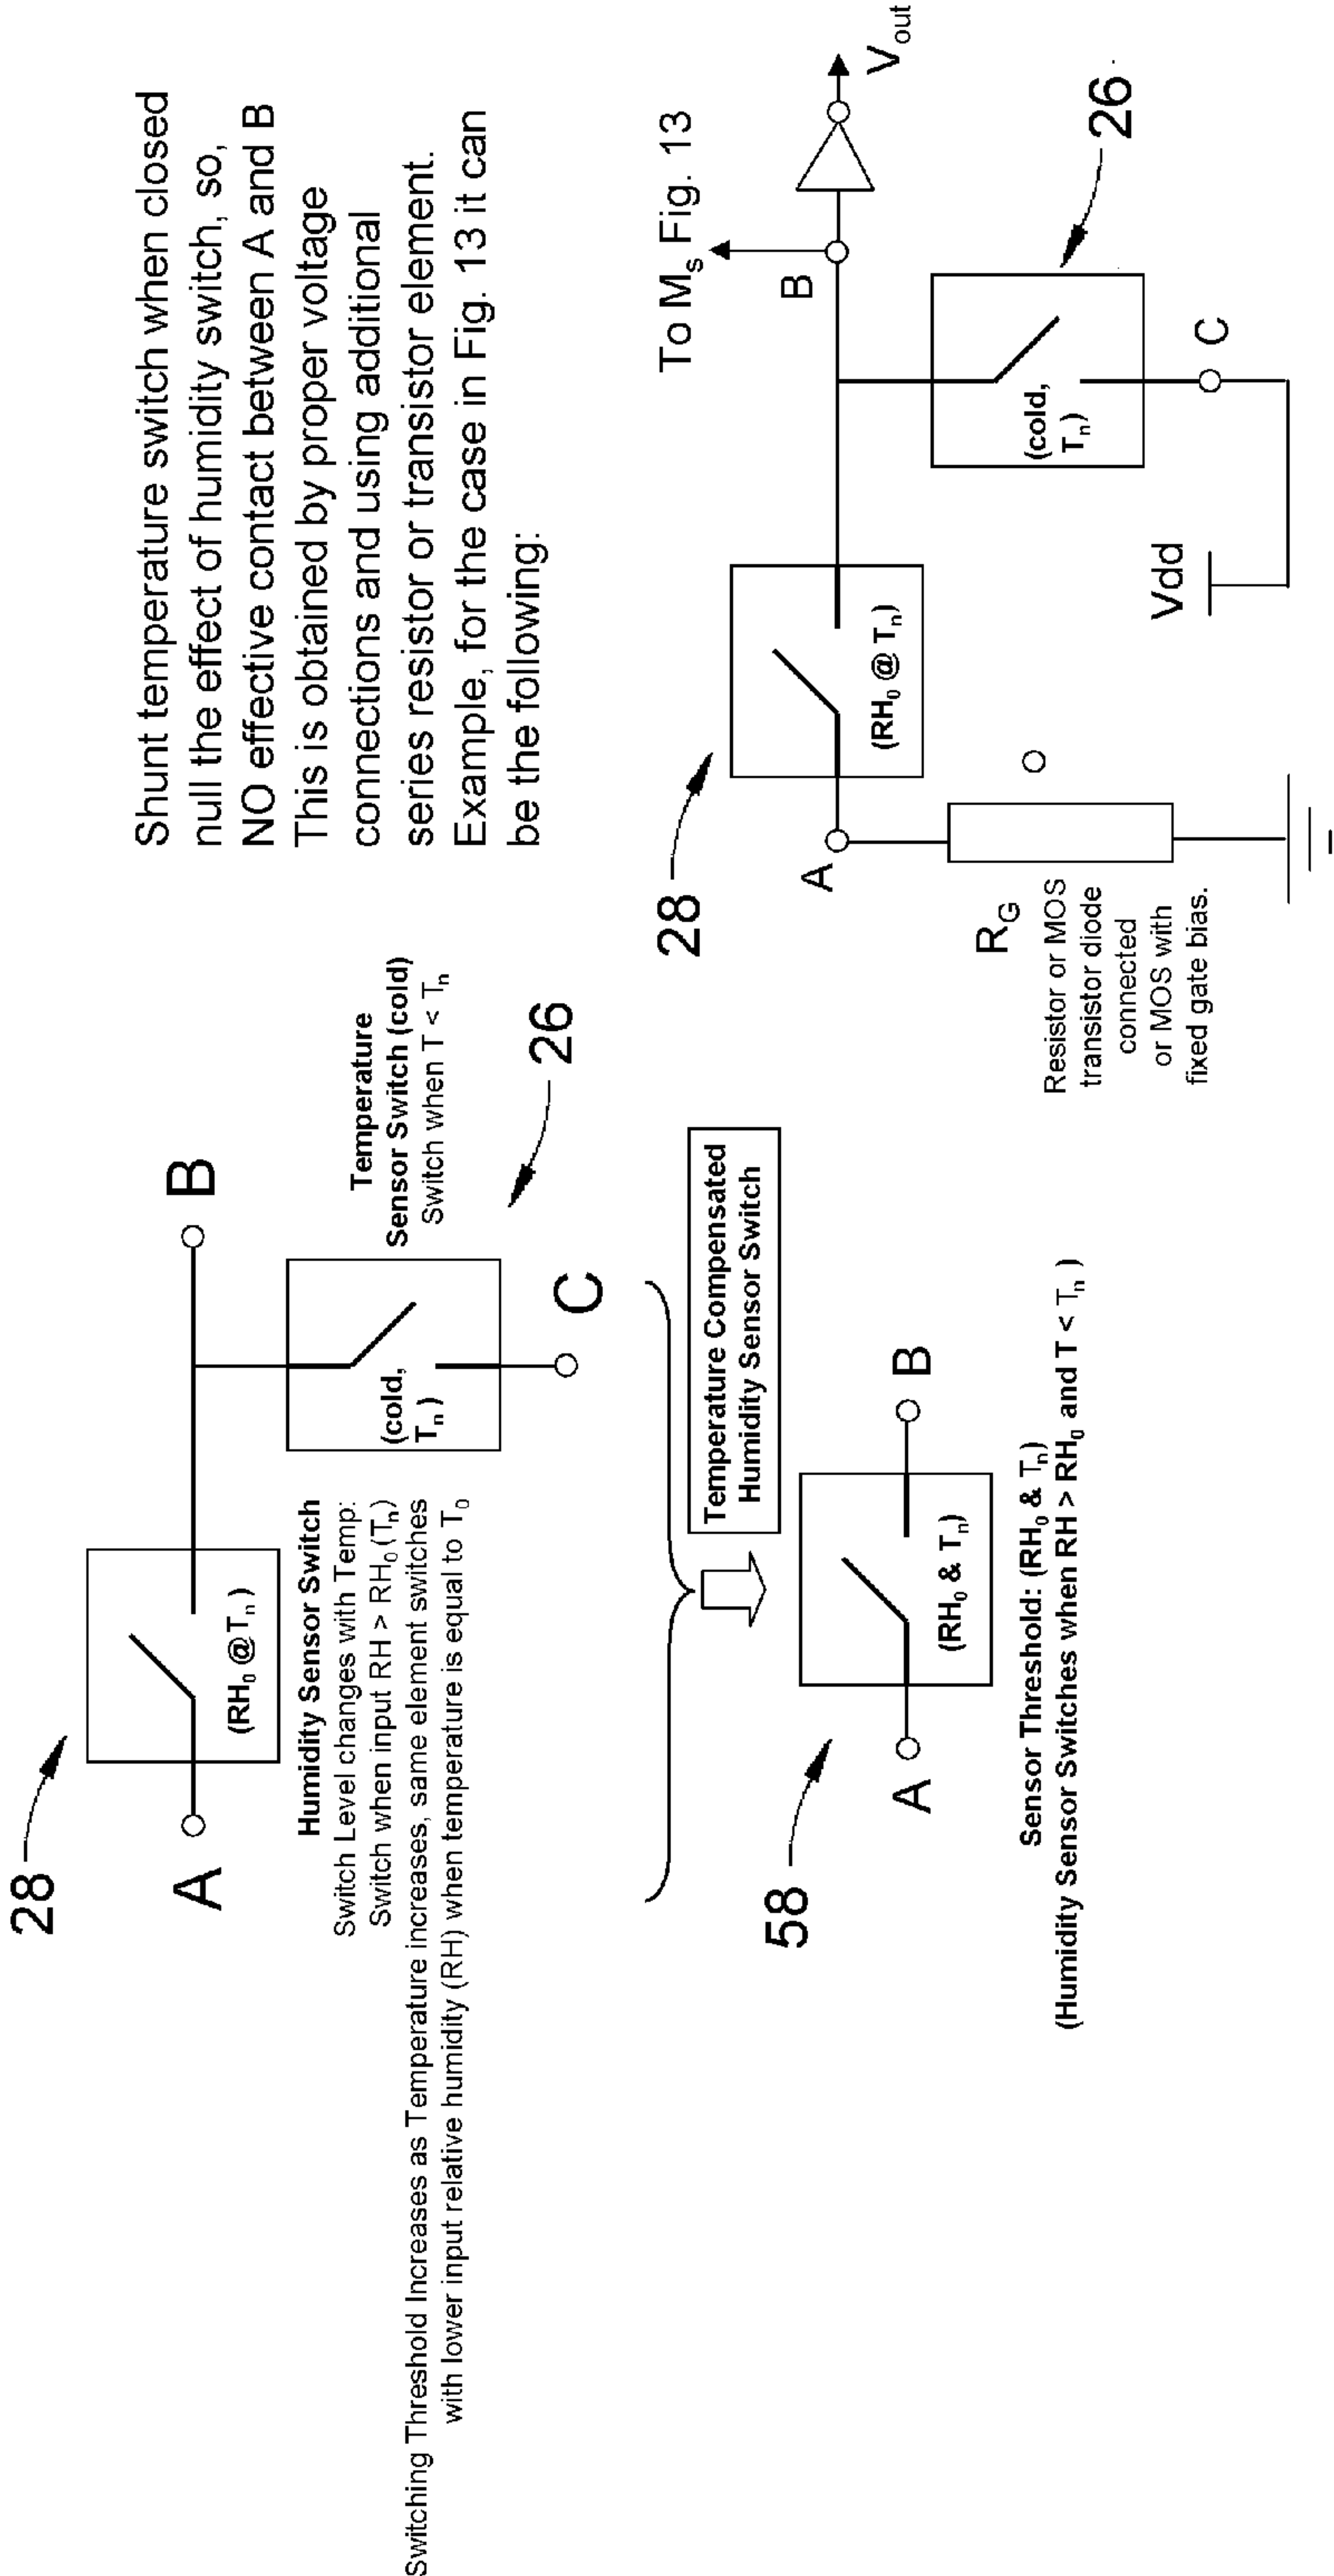 28
A
B
(RH₀ @Tₙ )
Humidity Sensor Switch
Switch Level changes with Temp:
Switch when input RH > RH₀ (Tₙ)
Switching Threshold Increases as Temperature increases, same element switches
with lower input relative humidity (RH) when temperature is equal to T₀
(cold,
Tₙ )
C
Temperature
Sensor Switch (cold)
Switch when T < Tₙ
26
Temperature Compensated
Humidity Sensor Switch
58
A
B
(RH₀ & Tₙ)
Sensor Threshold: (RH₀ & Tₙ)
(Humidity Sensor Switches when RH > RH₀ and T < Tₙ )
Shunt temperature switch when closed
null the effect of humidity switch, so,
NO effective contact between A and B
This is obtained by proper voltage
connections and using additional
series resistor or transistor element.
Example, for the case in Fig. 13 it can
be the following:
28
To Mₛ Fig. 13
A
B
Vout
(RH₀ @ Tₙ)
(cold,
Tₙ)
26
C
Vdd
R_G
Resistor or MOS
transistor diode
connected
or MOS with
fixed gate bias.